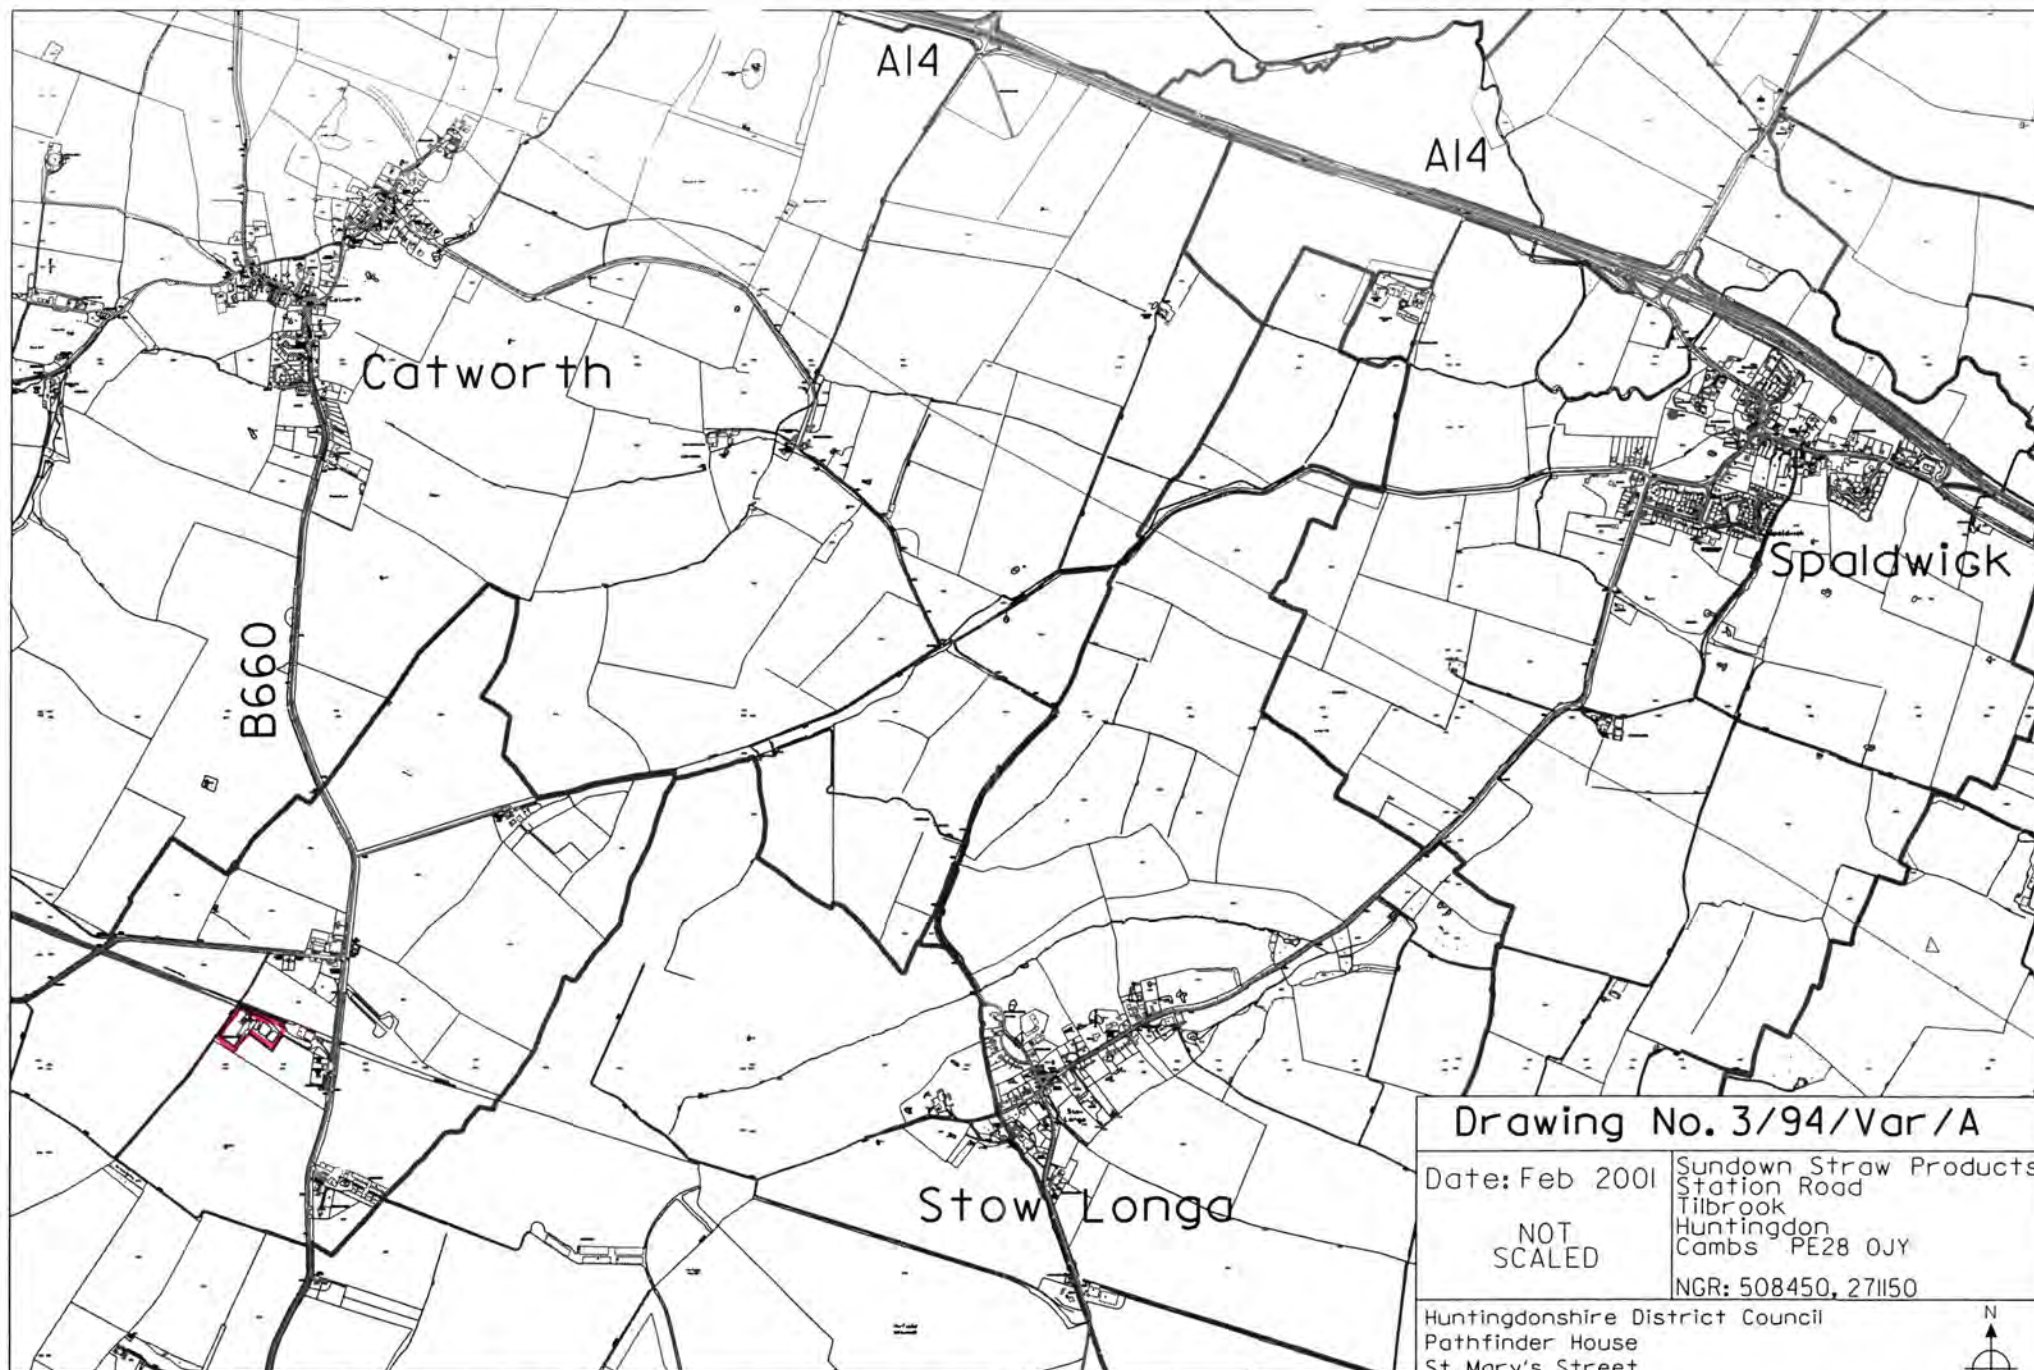 A14
A14
Catworth
Spaldwick
B660
Stow Longa
Drawing No. 3/94/Var/A
Date: Feb 2001
NOT
SCALED
Sundown Straw Products
Station Road
Tilbrook
Huntingdon
Cambs PE28 0JY
NGR: 508450, 271150
Huntingdonshire District Council
Pathfinder House
St Mary's Street
N